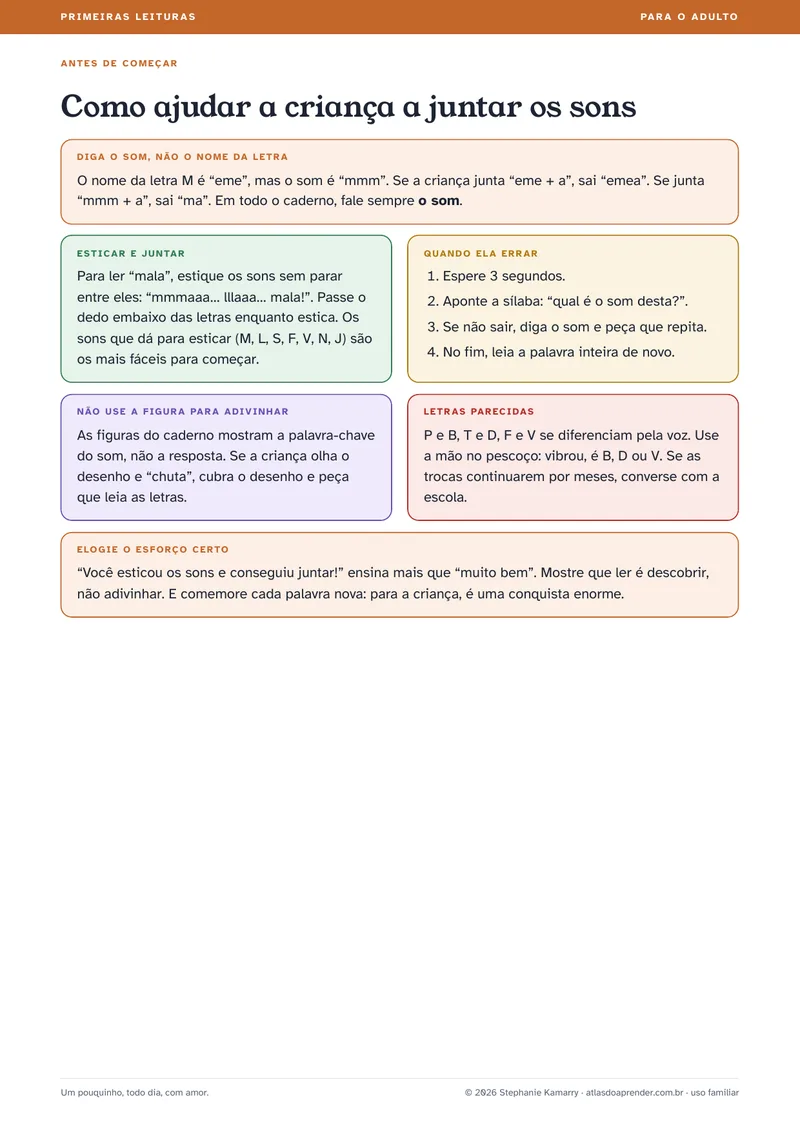 PRIMEIRAS LEITURAS
PARA O ADULTO
ANTES DE COMEÇAR
Como ajudar a criança a juntar os sons
DIGA O SOM, NÃO O NOME DA LETRA
O nome da letra M é “eme”, mas o som é “mmm”. Se a criança junta “eme + a”, sai “emea”. Se junta
“mmm + a”, sai “ma”. Em todo o caderno, fale sempre o som.
ESTICAR E JUNTAR
Para ler “mala”, estique os sons sem parar
entre eles: “mmmaaa... lllaaa... mala!”. Passe o
dedo embaixo das letras enquanto estica. Os
sons que dá para esticar (M, L, S, F, V, N, J) são
os mais fáceis para começar.
QUANDO ELA ERRAR
1. Espere 3 segundos.
2. Aponte a sílaba: “qual é o som desta?”.
3. Se não sair, diga o som e peça que repita.
4. No fim, leia a palavra inteira de novo.
NÃO USE A FIGURA PARA ADIVINHAR
As figuras do caderno mostram a palavra-chave
do som, não a resposta. Se a criança olha o
desenho e “chuta”, cubra o desenho e peça
que leia as letras.
LETRAS PARECIDAS
P e B, T e D, F e V se diferenciam pela voz. Use
a mão no pescoço: vibrou, é B, D ou V. Se as
trocas continuarem por meses, converse com a
escola.
ELOGIE O ESFORÇO CERTO
“Você esticou os sons e conseguiu juntar!” ensina mais que “muito bem”. Mostre que ler é descobrir,
não adivinhar. E comemore cada palavra nova: para a criança, é uma conquista enorme.
Um pouquinho, todo dia, com amor.
© 2026 Stephanie Kamarry · atlasdoaprender.com.br · uso familiar